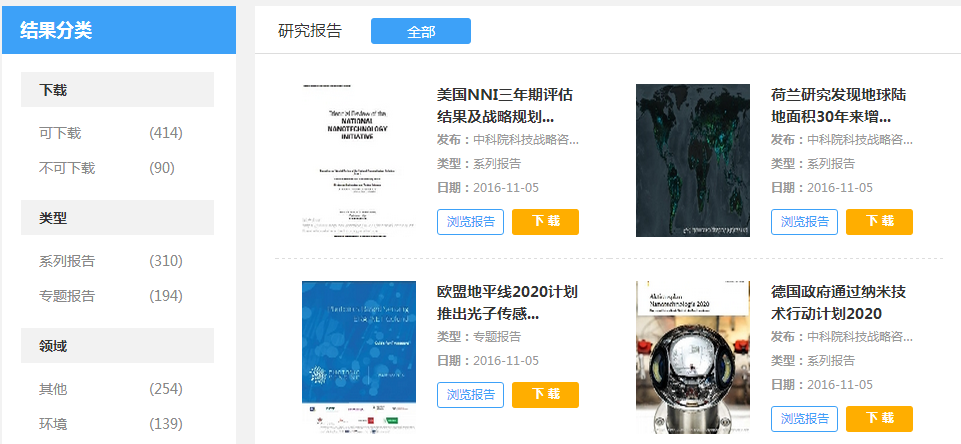 结果分类
下载
可下载 (414)
不可下载 (90)
类型
系列报告 (310)
专题报告 (194)
领域
其他 (254)
环境 (139)
研究报告 全部
Triennial Review of the
NATIONAL
NANOTECHNOLOGY
INITIATIVE
美国NNI三年期评估
结果及战略规划...
发布：中科院科技战略咨...
类型：系列报告
日期：2016-11-05
浏览报告 下 载
荷兰研究发现地球陆
地面积30年来增...
发布：中科院科技战略咨...
类型：系列报告
日期：2016-11-05
浏览报告 下 载
欧盟地平线2020计划
推出光子传感...
类型：专题报告
日期：2016-11-05
浏览报告 下 载
Aktionsplan
Nanotechnologie 2020
德国政府通过纳米技
术行动计划2020
发布：中科院科技战略咨...
类型：系列报告
日期：2016-11-05
浏览报告 下 载